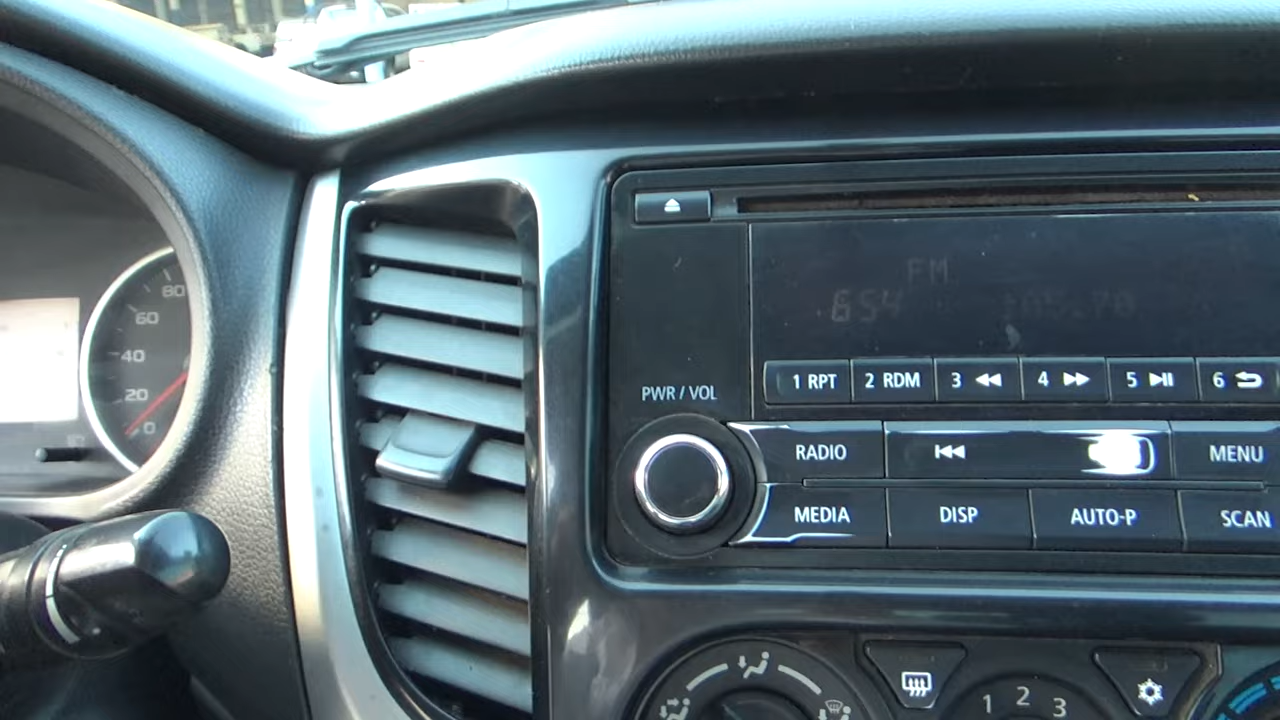 FM
654
80
60
40
20
0
PWR / VOL
1 RPT 2 RDM 3 4 5 6
RADIO MENU
MEDIA DISP AUTO-P SCAN
1 2 3